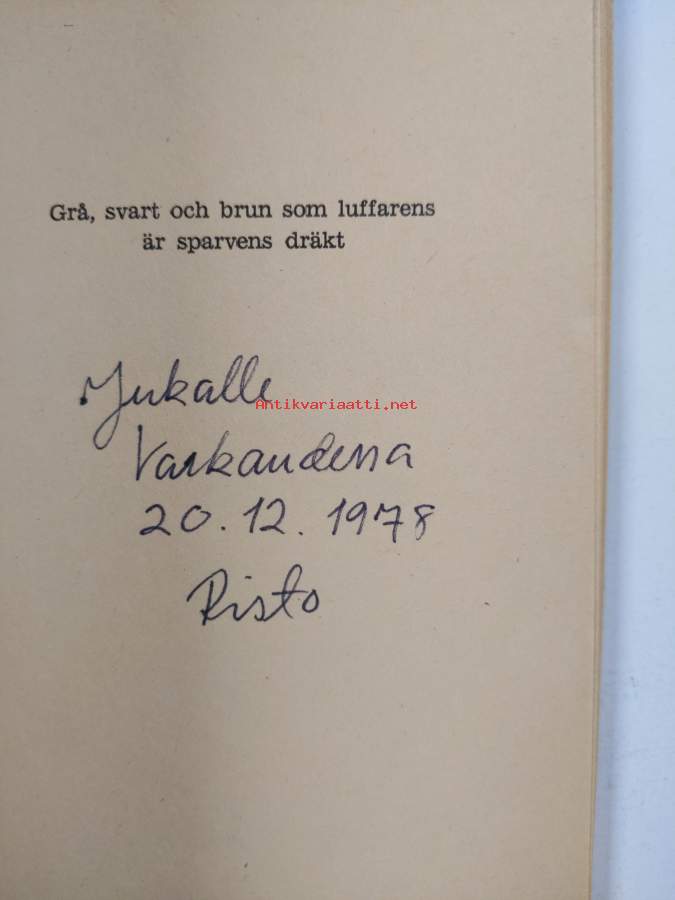 Grå, svart och brun som luffarens
är sparvens dräkt
Jukalle
Antikvariaatti.net
Varkaudessa
20.12.1978
Risto